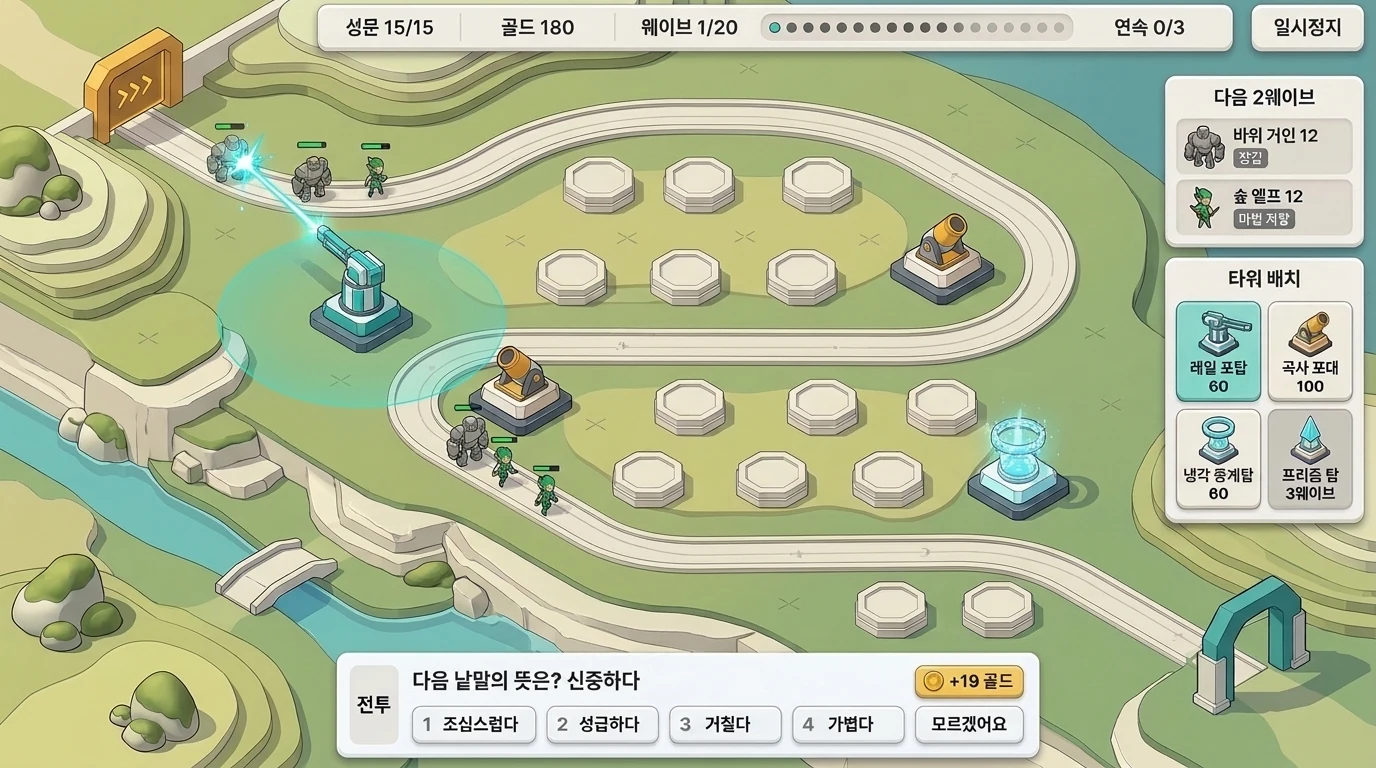 성문 15/15
골드 180
웨이브 1/20
연속 0/3
일시정지
다음 2웨이브
바위 거인 12
장김
숲 엘프 12
마법 저항
타워 배치
레일 포탑
60
곡사 포대
100
냉각 중계탑
60
프리즘 탑
3웨이브
전투
다음 낱말의 뜻은? 신중하다
+19 골드
1 조심스럽다
2 성급하다
3 거칠다
4 가볍다
모르겠어요